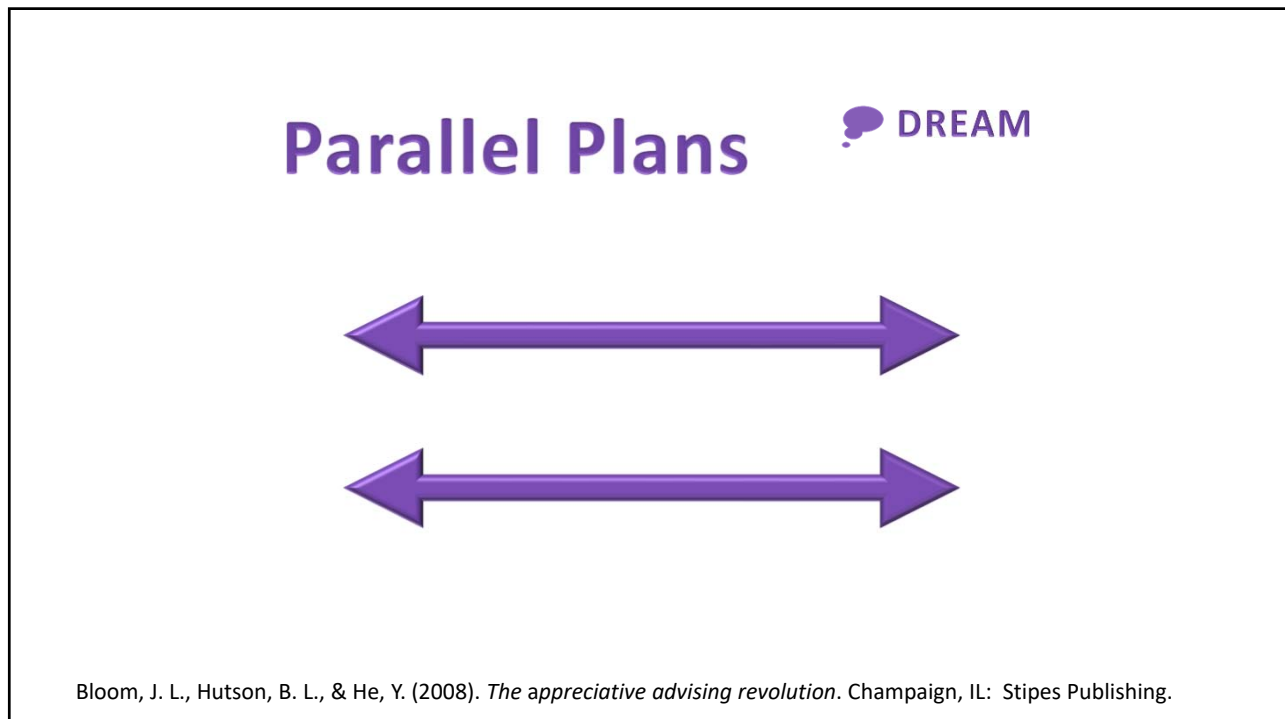 Parallel Plans
DREAM
Bloom, J. L., Hutson, B. L., & He, Y. (2008). The appreciative advising revolution. Champaign, IL:  Stipes Publishing.